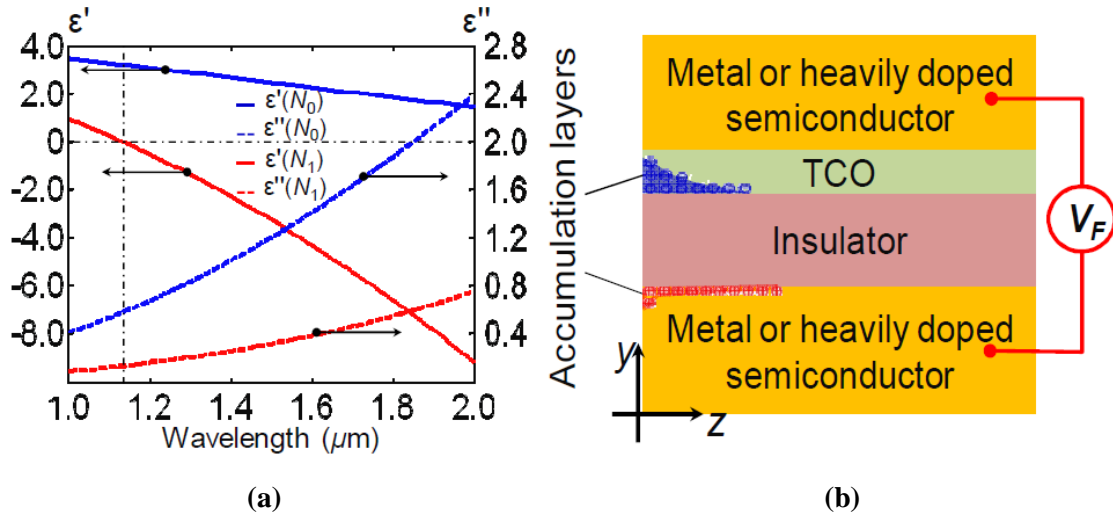 ε'
ε''
4.0
2.0
0
-2.0
-4.0
-6.0
-8.0
2.8
2.4
2.0
1.6
1.2
0.8
0.4
ε'(N₀)
ε''(N₀)
ε'(N₁)
ε''(N₁)
1.0 1.2 1.4 1.6 1.8 2.0
Wavelength (μm)
(a)
Accumulation layers
Metal or heavily doped
semiconductor
TCO
Insulator
Metal or heavily doped
semiconductor
V_F
y
z
(b)